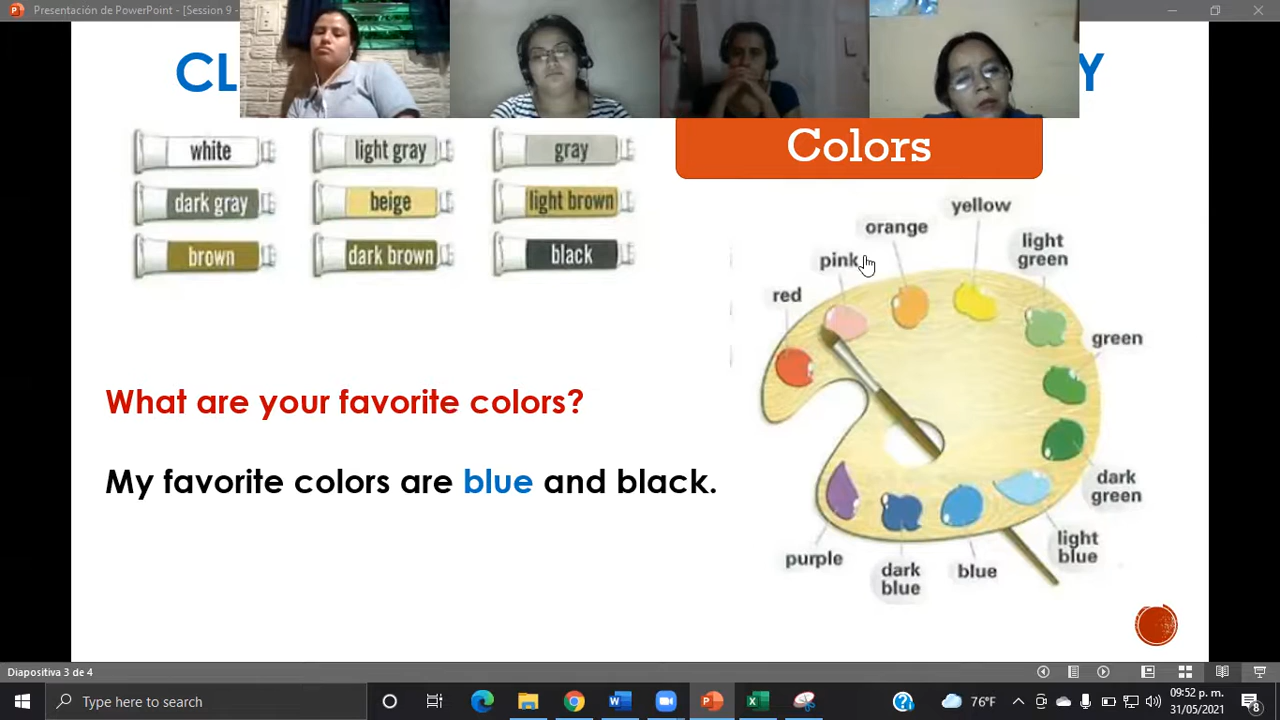 Presentación de PowerPoint - [Session 9 -
CL
Y
white
light gray
gray
dark gray
beige
light brown
brown
dark brown
black
Colors
yellow
orange
light
green
pink
red
green
dark
green
light
blue
purple
dark
blue
blue
What are your favorite colors?
My favorite colors are blue and black.
Diapositiva 3 de 4
Type here to search
76°F
09:52 p. m.
31/05/2021
8